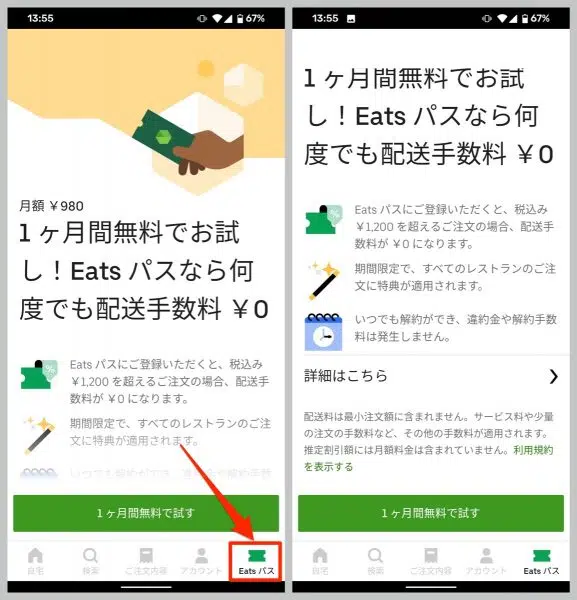 13:55
67%
月額 ¥980
1ヶ月間無料でお試
し！Eats パスなら何
度でも配送手数料 ¥0
Eats パスにご登録いただくと、税込み
¥1,200 を超えるご注文の場合、配送手
数料が ¥0 になります。
期間限定で、すべてのレストランのご注
文に特典が適用されます。
いつでも解約ができ、違約金や解約手数
1ヶ月間無料で試す
自宅
検索
ご注文内容
アカウント
Eats パス
13:55
67%
1ヶ月間無料でお試
し！Eats パスなら何
度でも配送手数料 ¥0
Eats パスにご登録いただくと、税込み
¥1,200 を超えるご注文の場合、配送手
数料が ¥0 になります。
期間限定で、すべてのレストランのご注
文に特典が適用されます。
いつでも解約ができ、違約金や解約手数
料は発生しません。
詳細はこちら
配送料は最小注文額に含まれません。サービス料や少量
の注文の手数料など、その他の手数料が適用されます。
推定割引額には月額料金は含まれていません。利用規約
を表示する
1ヶ月間無料で試す
自宅
検索
ご注文内容
アカウント
Eats パス